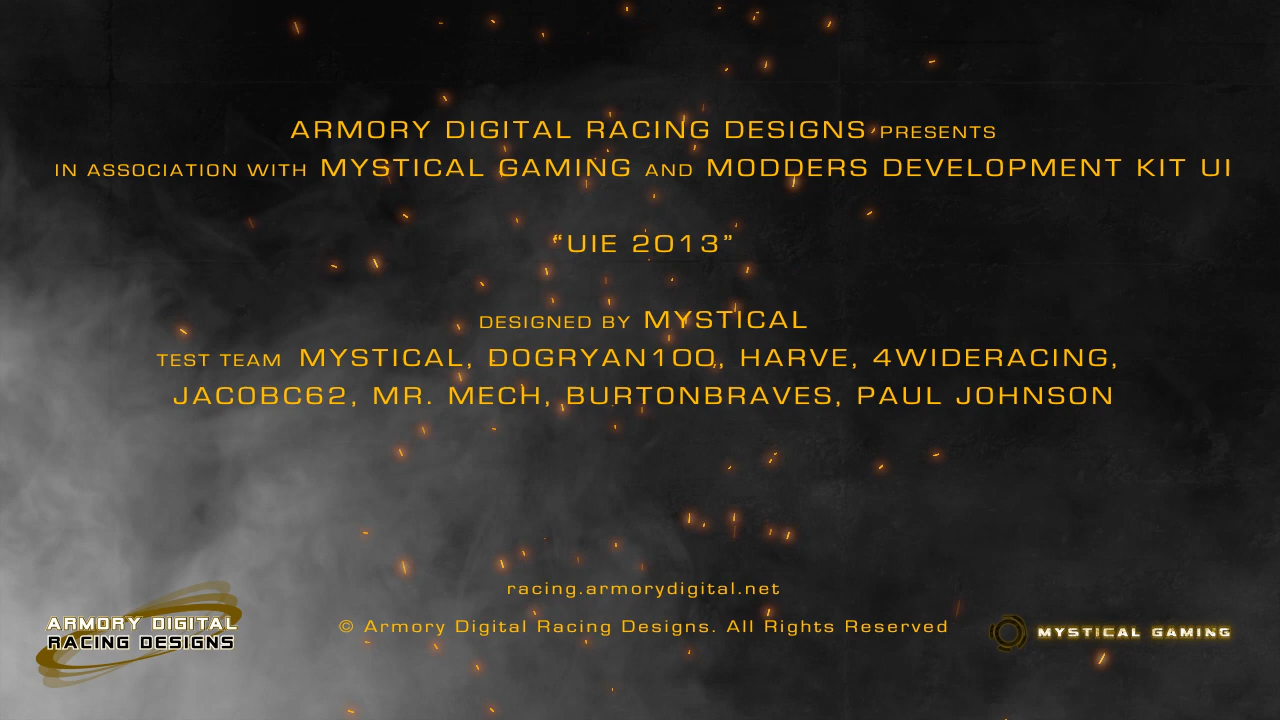 ARMORY DIGITAL RACING DESIGNS PRESENTS
IN ASSOCIATION WITH MYSTICAL GAMING AND MODDERS DEVELOPMENT KIT UI
“UIE 2013”
DESIGNED BY MYSTICAL
TEST TEAM MYSTICAL, DOGRYAN100, HARVE, 4WIDERACING,
JACOBC62, MR. MECH, BURTONBRAVES, PAUL JOHNSON
racing.armorydigital.net
© Armory Digital Racing Designs. All Rights Reserved
ARMORY DIGITAL
RACING DESIGNS
MYSTICAL GAMING